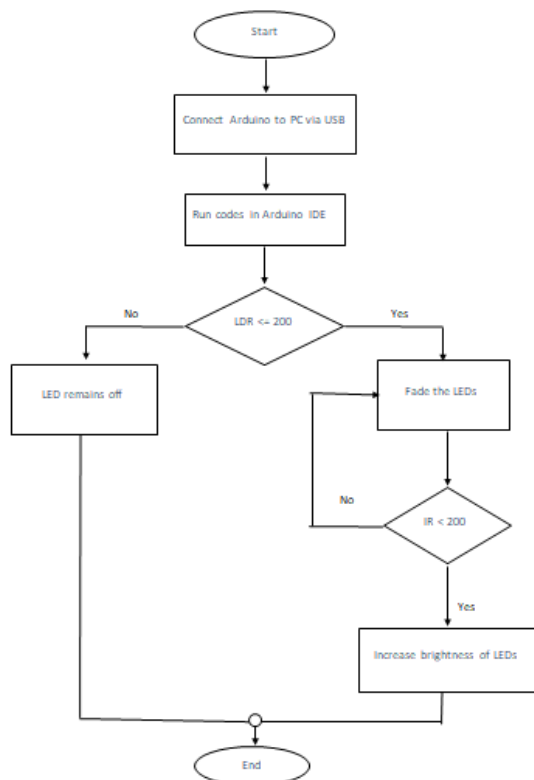 Start
Connect Arduino to PC via USB
Run codes in Arduino IDE
LDR <= 200
No
Yes
LED remains off
Fade the LEDs
No
IR < 200
Yes
Increase brightness of LEDs
End